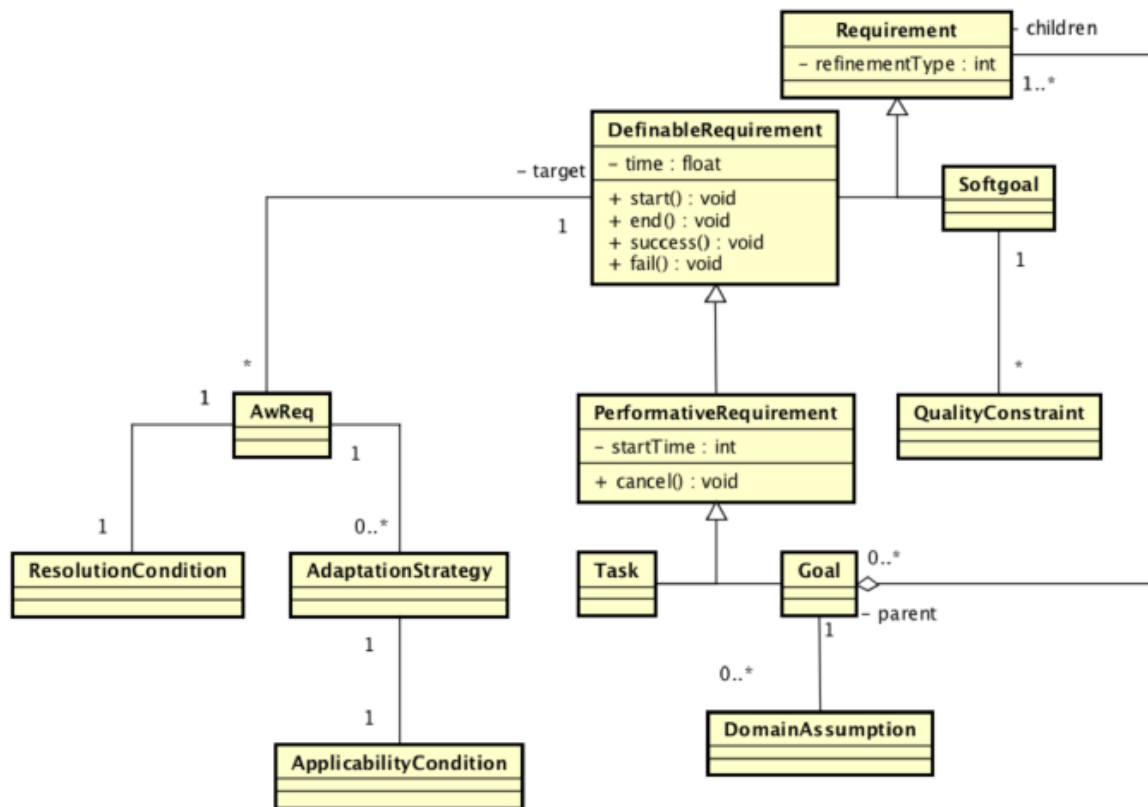 Requirement
- refinementType : int
- children
1..*
DefinableRequirement
- time : float
+ start() : void
+ end() : void
+ success() : void
+ fail() : void
- target
1
Softgoal
1
*
*
1
AwReq
1
PerformativeRequirement
- startTime : int
+ cancel() : void
QualityConstraint
1
0..*
ResolutionCondition
AdaptationStrategy
Task
Goal
0..*
- parent
1
1
0..*
1
DomainAssumption
ApplicabilityCondition